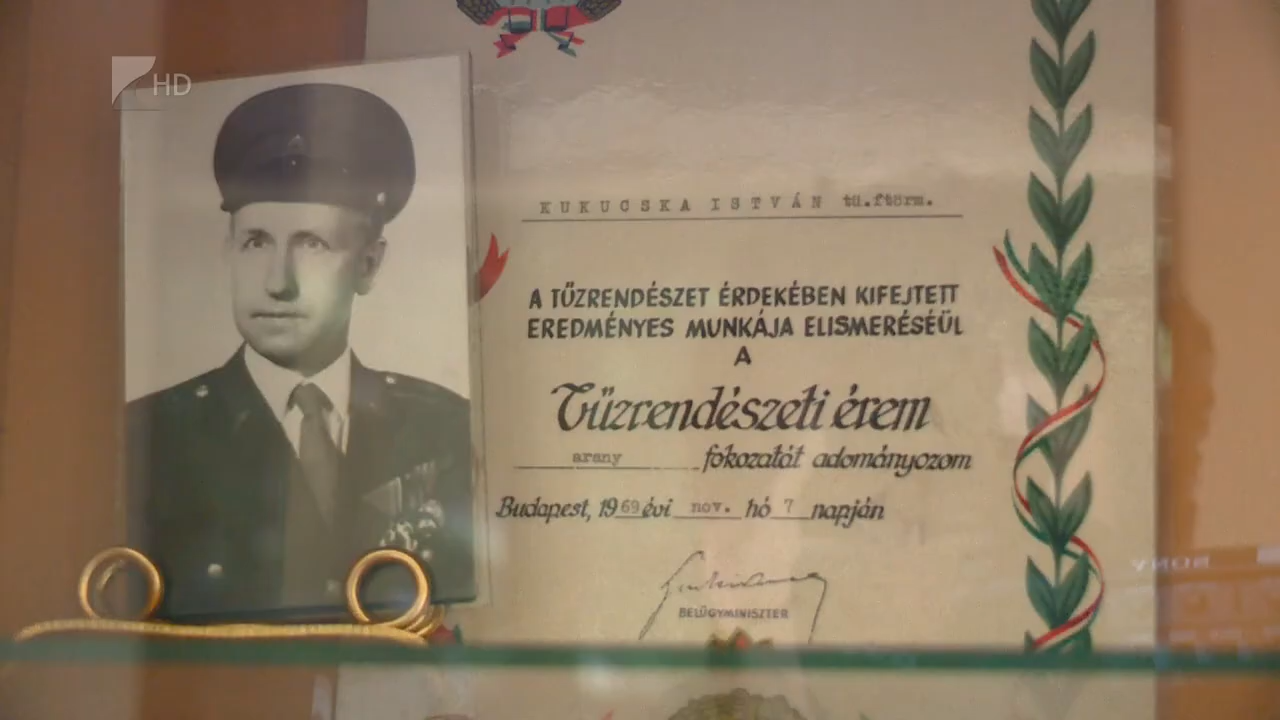 HD
KUKUCSKA ISTVÁN tü.ftörm.
A TŰZRENDÉSZET ÉRDEKÉBEN KIFEJTETT
EREDMÉNYES MUNKÁJA ELISMERÉSÉÜL
A
Tűzrendészeti érem
arany fokozatát adományozom
Budapest, 1969 évi nov. hó 7 napján
BELÜGYMINISZTER